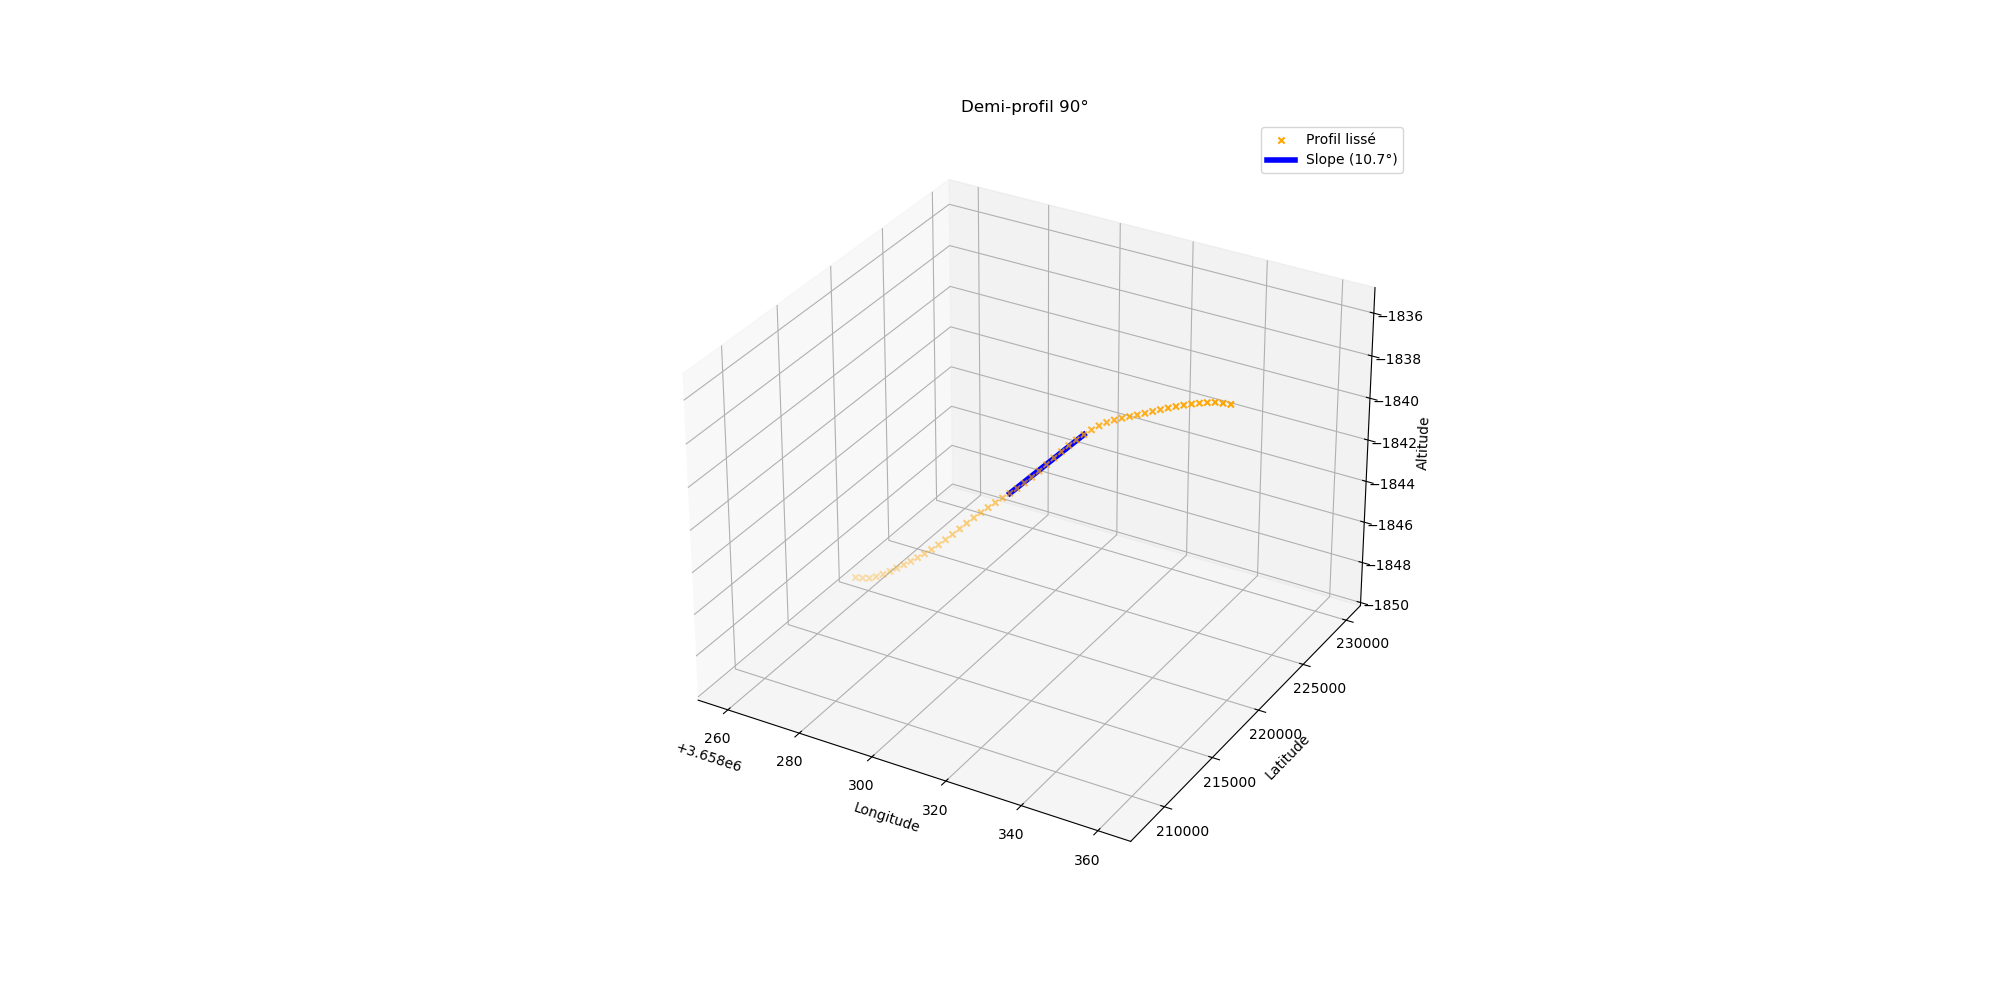 Demi-profil 90°
Profil lissé
Slope (10.7°)
−1836
−1838
−1840
−1842
−1844
−1846
−1848
−1850
Altitude
230000
225000
220000
215000
210000
Latitude
260
280
300
320
340
360
+3.658e6
Longitude